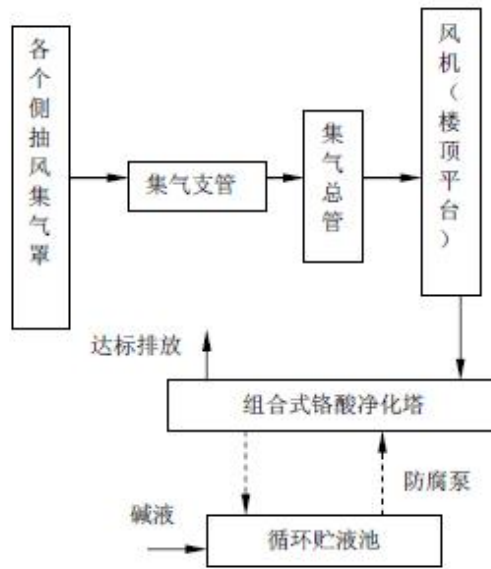 各个侧抽风集气罩
集气支管
集气总管
风机（楼顶平台）
达标排放
组合式铬酸净化塔
防腐泵
碱液
循环贮液池